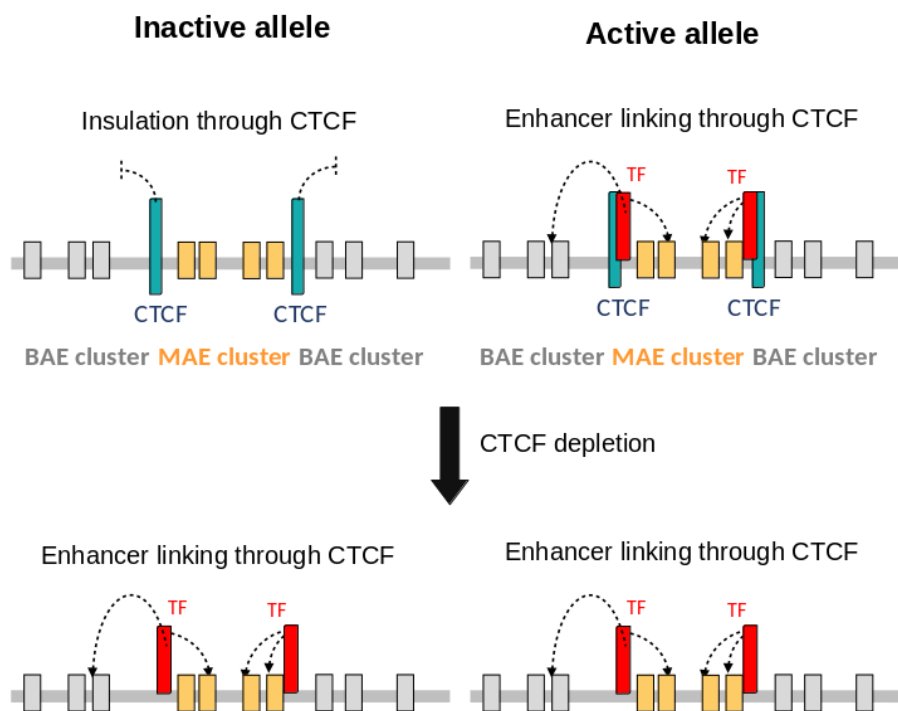 Inactive allele
Active allele
Insulation through CTCF
Enhancer linking through CTCF
TF
TF
CTCF
CTCF
CTCF
CTCF
BAE cluster MAE cluster BAE cluster
BAE cluster MAE cluster BAE cluster
CTCF depletion
Enhancer linking through CTCF
Enhancer linking through CTCF
TF
TF
TF
TF